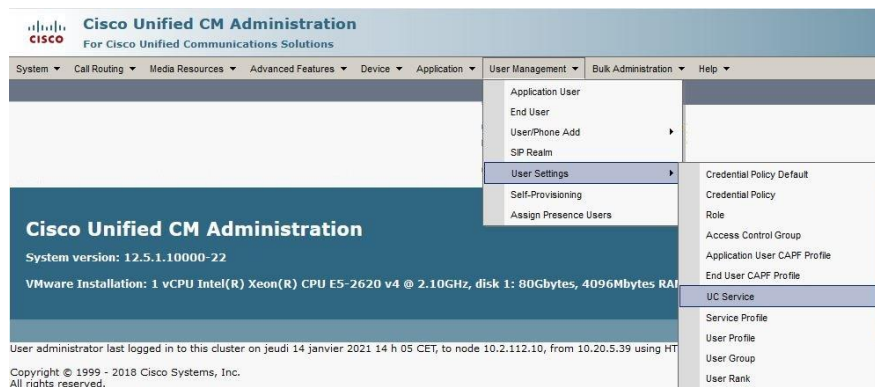 Cisco Unified CM Administration
CISCO
For Cisco Unified Communications Solutions
System Call Routing Media Resources Advanced Features Device Application User Management Bulk Administration Help
Application User
End User
User/Phone Add
SIP Realm
User Settings
Self-Provisioning
Assign Presence Users
Credential Policy Default
Credential Policy
Role
Access Control Group
Application User CAPF Profile
End User CAPF Profile
UC Service
Service Profile
User Profile
User Group
User Rank
Cisco Unified CM Administration
System version: 12.5.1.10000-22
VMware Installation: 1 vCPU Intel(R) Xeon(R) CPU E5-2620 v4 @ 2.10GHz, disk 1: 80Gbytes, 4096Mbytes RAM
User administrator last logged in to this cluster on jeudi 14 janvier 2021 14 h 05 CET, to node 10.2.112.10, from 10.20.5.39 using HT
Copyright © 1999 - 2018 Cisco Systems, Inc.
All rights reserved.